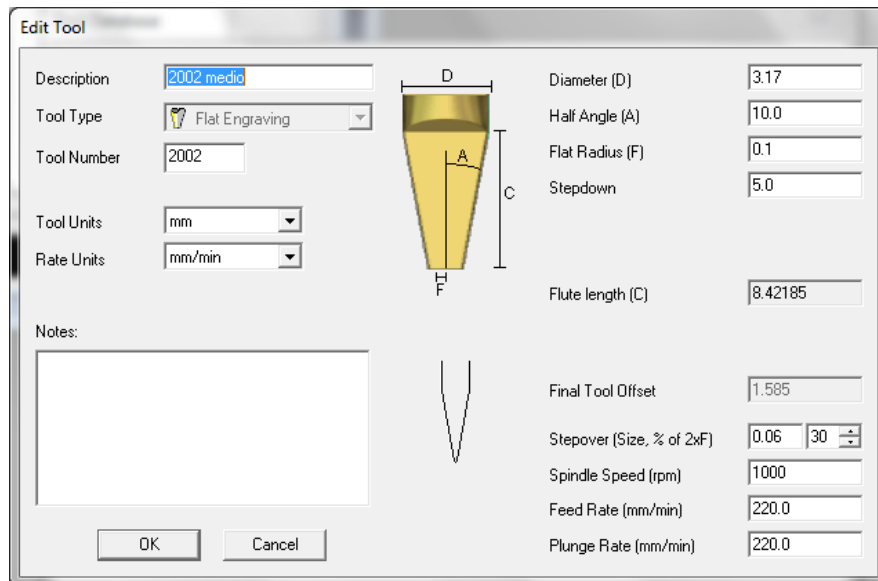 Edit Tool
Description 2002 medio
Tool Type Flat Engraving
Tool Number 2002
Tool Units mm
Rate Units mm/min
Notes:
OK Cancel
D
A
C
F
Diameter (D) 3.17
Half Angle (A) 10.0
Flat Radius (F) 0.1
Stepdown 5.0
Flute length (C) 8.42185
Final Tool Offset 1.585
Stepover (Size, % of 2xF) 0.06 30
Spindle Speed (rpm) 1000
Feed Rate (mm/min) 220.0
Plunge Rate (mm/min) 220.0